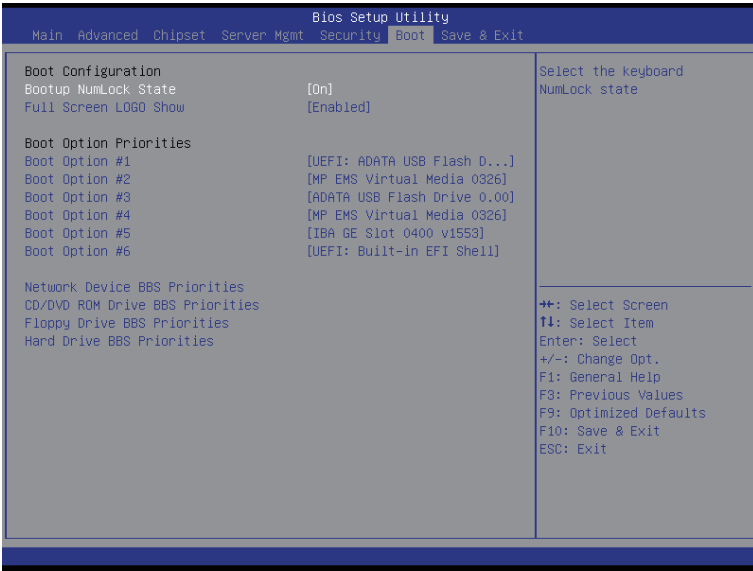 Bios Setup Utility
Main Advanced Chipset Server Mgmt Security Boot Save & Exit
Boot Configuration
Bootup NumLock State [On]
Full Screen LOGO Show [Enabled]
Boot Option Priorities
Boot Option #1 [UEFI: ADATA USB Flash D...]
Boot Option #2 [MP EMS Virtual Media 0326]
Boot Option #3 [ADATA USB Flash Drive 0.00]
Boot Option #4 [MP EMS Virtual Media 0326]
Boot Option #5 [IBA GE Slot 0400 v1553]
Boot Option #6 [UEFI: Built-in EFI Shell]
Network Device BBS Priorities
CD/DVD ROM Drive BBS Priorities
Floppy Drive BBS Priorities
Hard Drive BBS Priorities
Select the keyboard
NumLock state
→←: Select Screen
↑↓: Select Item
Enter: Select
+/-: Change Opt.
F1: General Help
F3: Previous Values
F9: Optimized Defaults
F10: Save & Exit
ESC: Exit